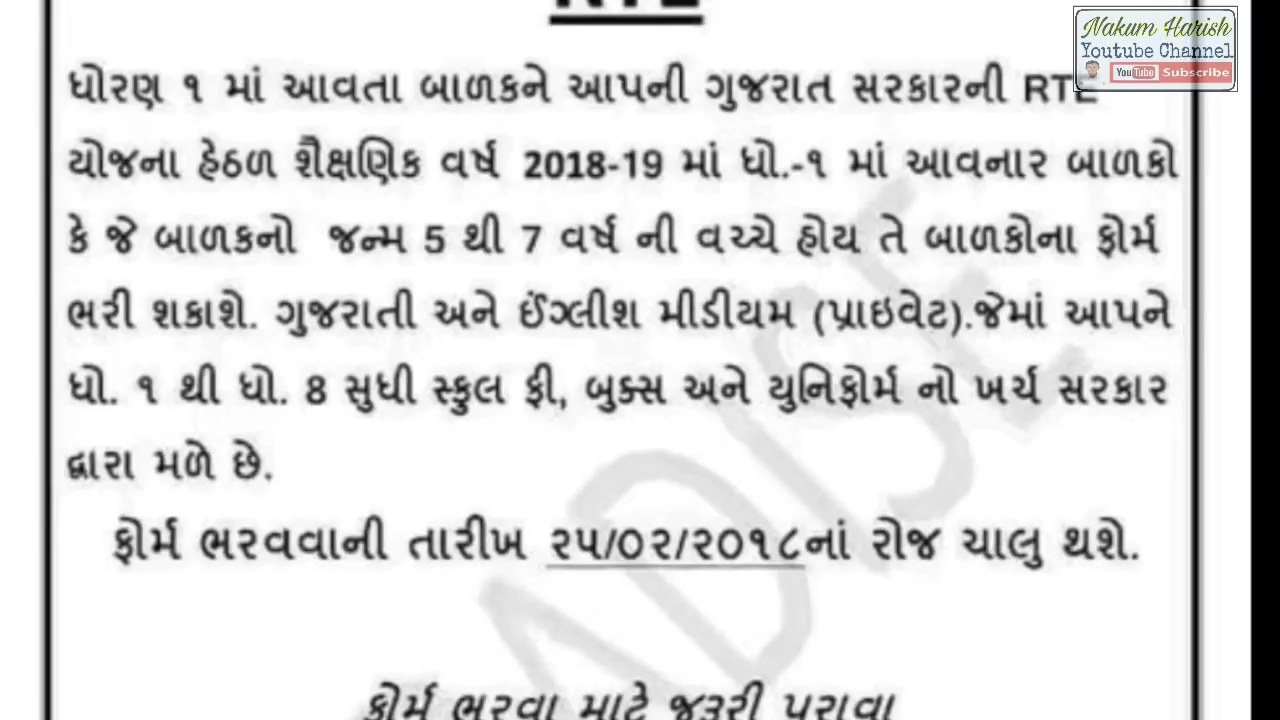 RTE
Nakum Harish
Youtube Channel
YouTube Subscribe
ધોરણ ૧ માં આવતા બાળકને આપની ગુજરાત સરકારની RTE
યોજના હેઠળ શૈક્ષણિક વર્ષ 2018-19 માં ધો.-૧ માં આવનાર બાળકો
કે જે બાળકનો જન્મ 5 થી 7 વર્ષ ની વચ્ચે હોય તે બાળકોના ફોર્મ
ભરી શકાશે. ગુજરાતી અને ઈંગ્લીશ મીડીયમ (પ્રાઇવેટ).જેમાં આપને
ધો. ૧ થી ધો. 8 સુધી સ્કુલ ફી, બુક્સ અને યુનિફોર્મ નો ખર્ચ સરકાર
દ્વારા મળે છે.
ફોર્મ ભરવવાની તારીખ ૨૫/૦૨/૨૦૧૮નાં રોજ ચાલુ થશે.
ફોર્મ ભરવા માટે જરૂરી પુરાવા